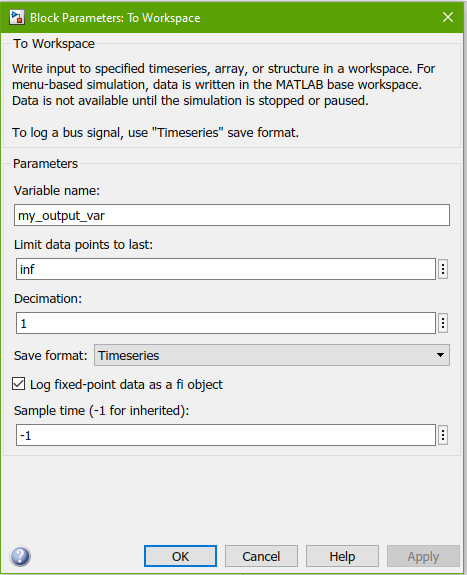 Block Parameters: To Workspace
To Workspace
Write input to specified timeseries, array, or structure in a workspace. For
menu-based simulation, data is written in the MATLAB base workspace.
Data is not available until the simulation is stopped or paused.
To log a bus signal, use "Timeseries" save format.
Parameters
Variable name:
my_output_var
Limit data points to last:
inf
Decimation:
1
Save format: Timeseries
Log fixed-point data as a fi object
Sample time (-1 for inherited):
-1
OK Cancel Help Apply